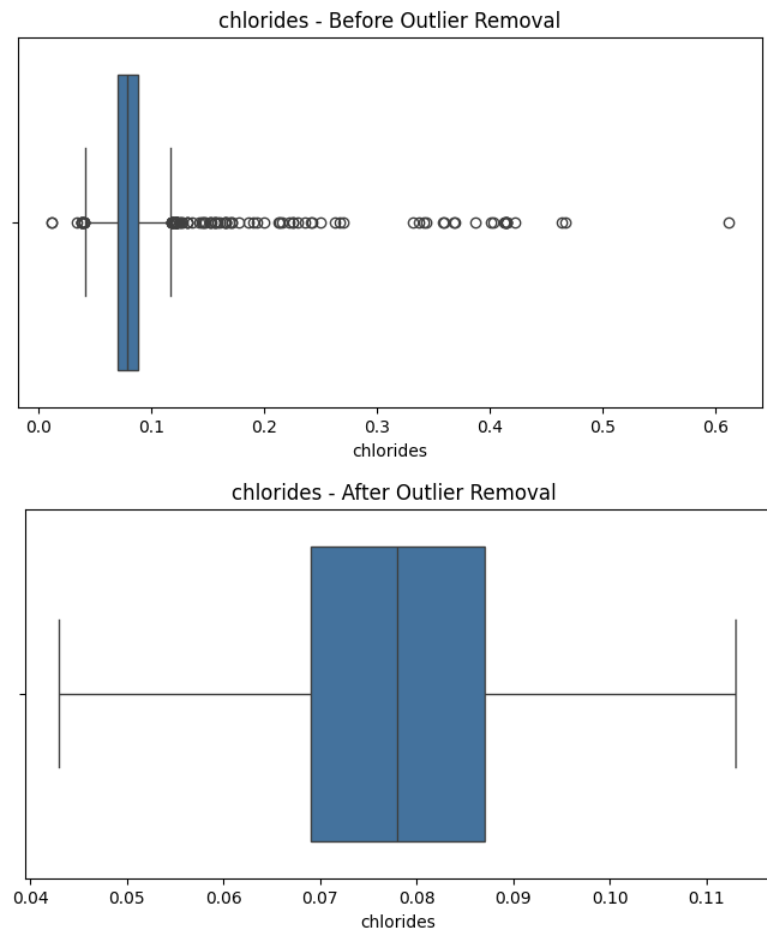 chlorides - Before Outlier Removal
0.0 0.1 0.2 0.3 0.4 0.5 0.6
chlorides
chlorides - After Outlier Removal
0.04 0.05 0.06 0.07 0.08 0.09 0.10 0.11
chlorides